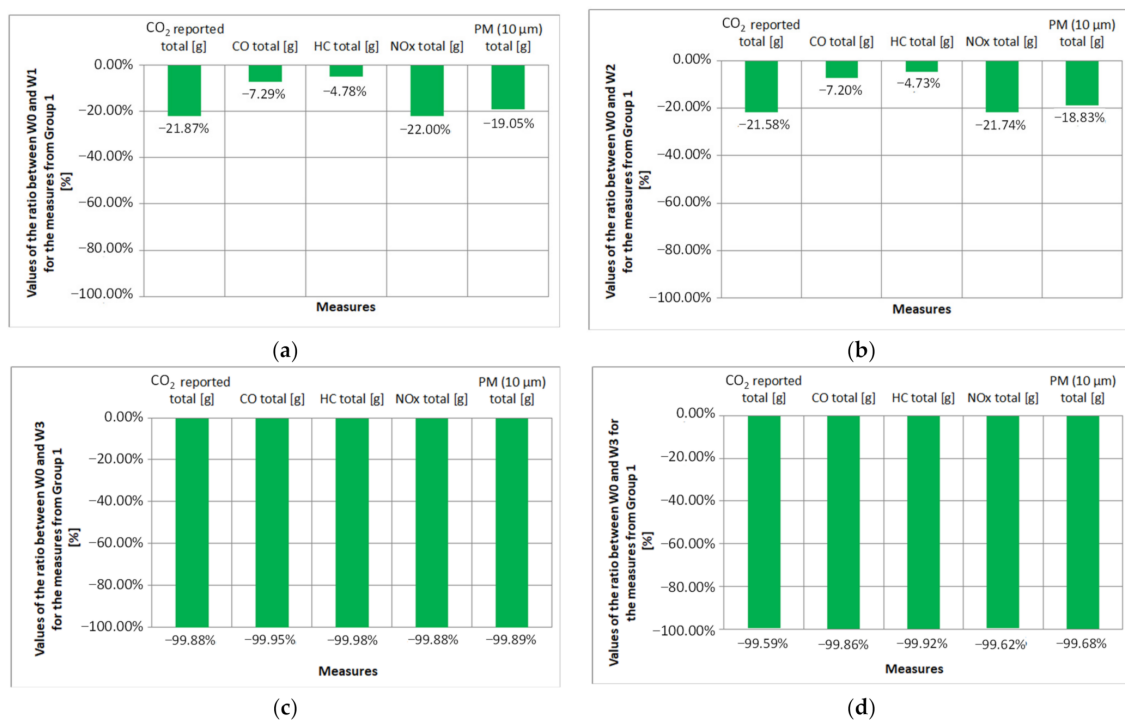 CO₂ reported total [g]
CO total [g]
HC total [g]
NOx total [g]
PM (10 µm) total [g]
Values of the ratio between W0 and W1
for the measures from Group 1
[%]
0.00%
−20.00%
−40.00%
−60.00%
−80.00%
−100.00%
−21.87%
−7.29%
−4.78%
−22.00%
−19.05%
Measures
(a)
CO₂ reported
total [g]
CO total [g]
HC total [g]
NOx total [g]
PM (10 µm)
total [g]
Values of the ratio between W0 and W2
for the measures from Group 1
[%]
0.00%
−20.00%
−40.00%
−60.00%
−80.00%
−100.00%
−21.58%
−7.20%
−4.73%
−21.74%
−18.83%
Measures
(b)
CO₂ reported
total [g]
CO total [g]
HC total [g]
NOx total [g]
PM (10 µm)
total [g]
Values of the ratio between W0 and W3
for the measures from Group 1
[%]
0.00%
−20.00%
−40.00%
−60.00%
−80.00%
−100.00%
−99.88%
−99.95%
−99.98%
−99.88%
−99.89%
Measures
(c)
CO₂ reported
total [g]
CO total [g]
HC total [g]
NOx total [g]
PM (10 µm)
total [g]
Values of the ratio between W0 and W3 for
the measures from Group 1
[%]
0.00%
−20.00%
−40.00%
−60.00%
−80.00%
−100.00%
−99.59%
−99.86%
−99.92%
−99.62%
−99.68%
Measures
(d)